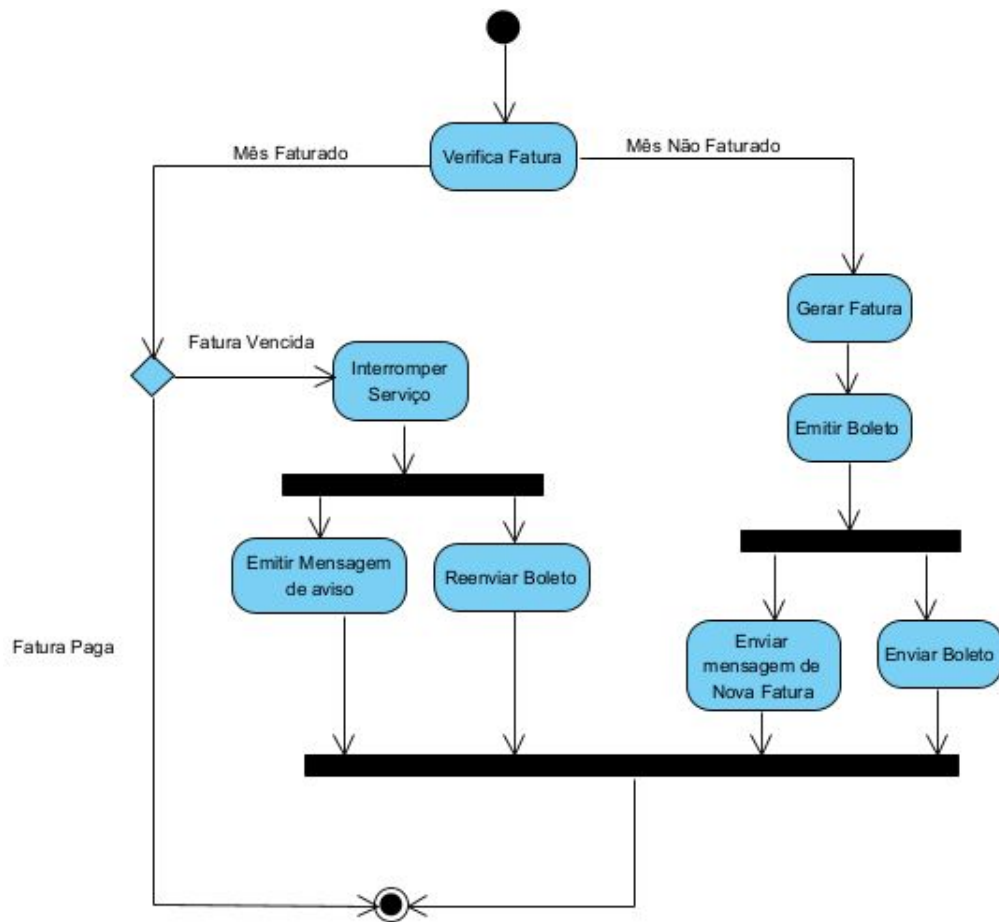 Verifica Fatura
Mês Faturado
Mês Não Faturado
Gerar Fatura
Fatura Vencida
Interromper
Serviço
Emitir Boleto
Emitir Mensagem
de aviso
Reenviar Boleto
Enviar
mensagem de
Nova Fatura
Enviar Boleto
Fatura Paga